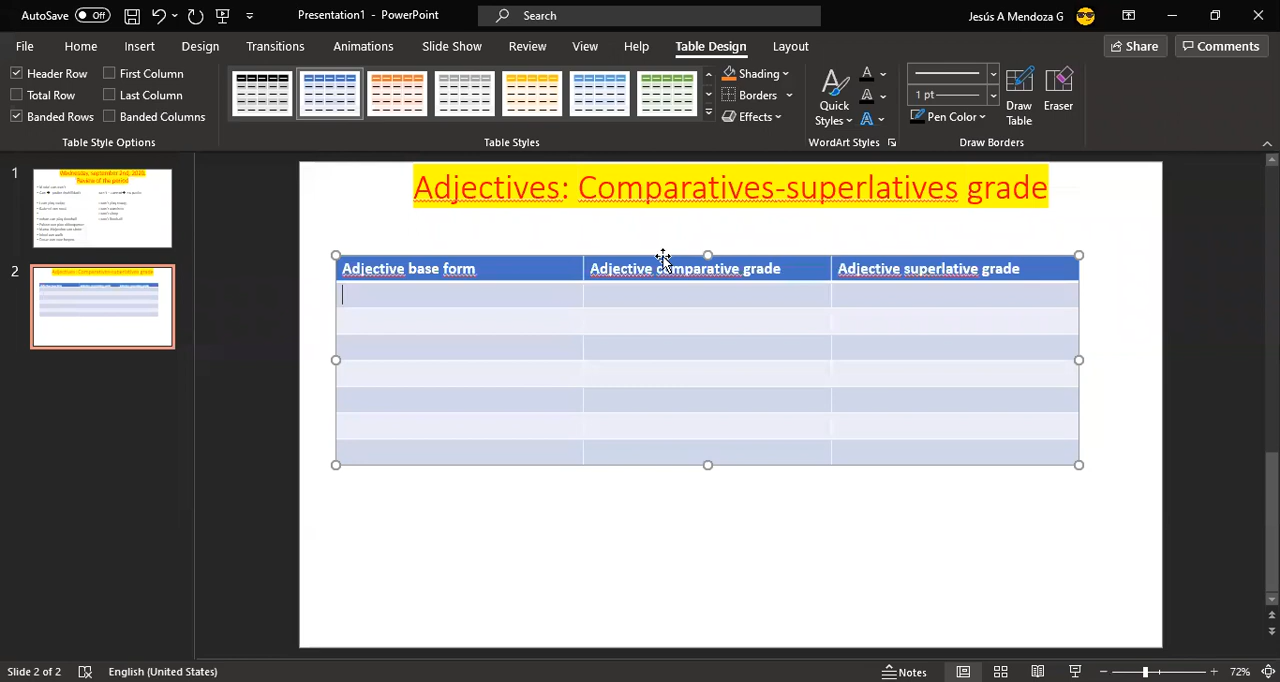 AutoSave Off Presentation1 - PowerPoint Search Jesús A Mendoza G
File Home Insert Design Transitions Animations Slide Show Review View Help Table Design Layout Share Comments
Header Row First Column
Total Row Last Column
Banded Rows Banded Columns
Table Style Options
Table Styles
Shading
Borders
Effects
Quick Styles
WordArt Styles
1 pt
Pen Color
Draw Table
Eraser
Draw Borders
1
2
Adjectives: Comparatives-superlatives grade
Adjective base form Adjective comparative grade Adjective superlative grade
Slide 2 of 2 English (United States) Notes 72%